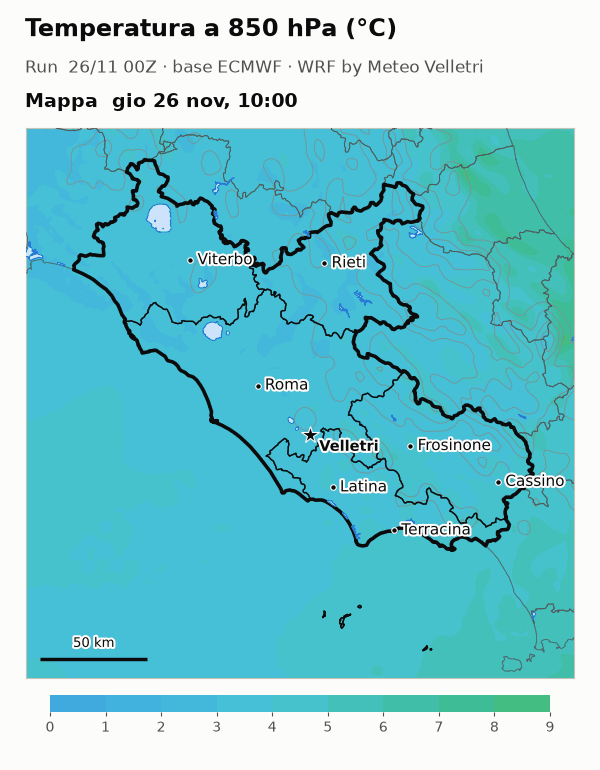 Temperatura a 850 hPa (°C)
Run  26/11 00Z · base ECMWF · WRF by Meteo Velletri
Mappa  gio 26 nov, 10:00
Viterbo
Rieti
Roma
Velletri
Frosinone
Latina
Cassino
Terracina
50 km
0 1 2 3 4 5 6 7 8 9